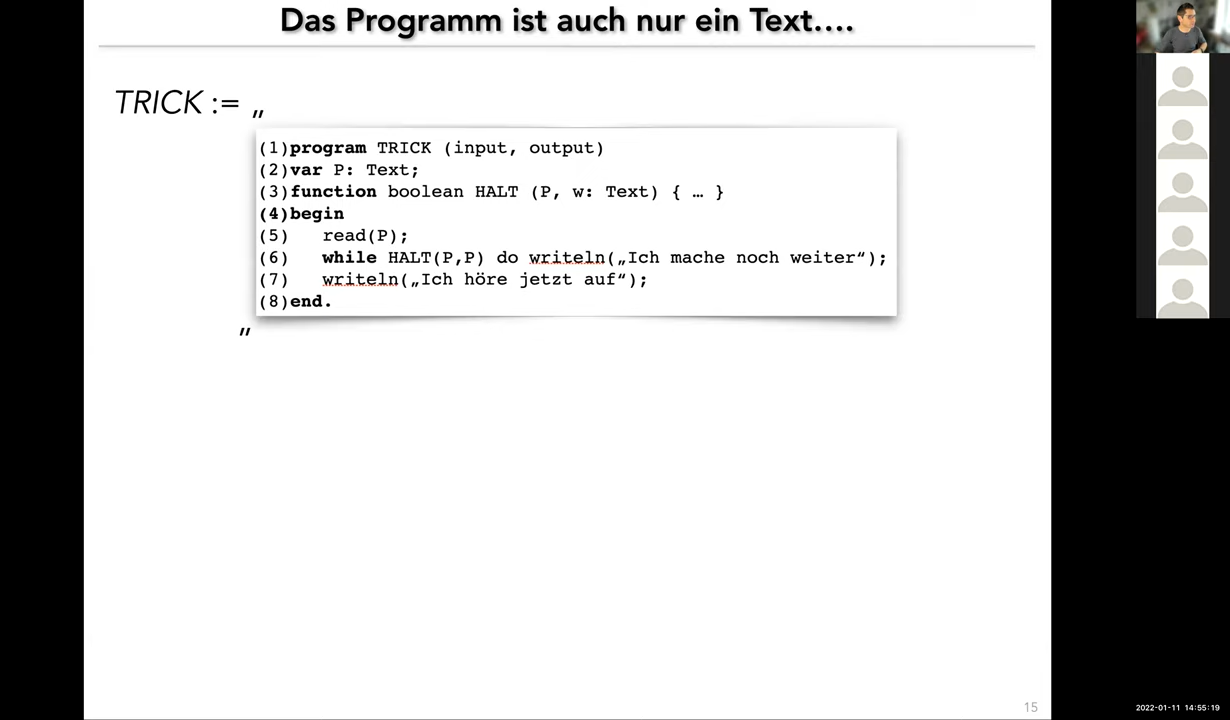 Das Programm ist auch nur ein Text....
TRICK := „
(1)program TRICK (input, output)
(2)var P: Text;
(3)function boolean HALT (P, w: Text) { … }
(4)begin
(5)   read(P);
(6)   while HALT(P,P) do writeln(„Ich mache noch weiter“);
(7)   writeln(„Ich höre jetzt auf“);
(8)end.
"
15
2022-01-11 14:55:19